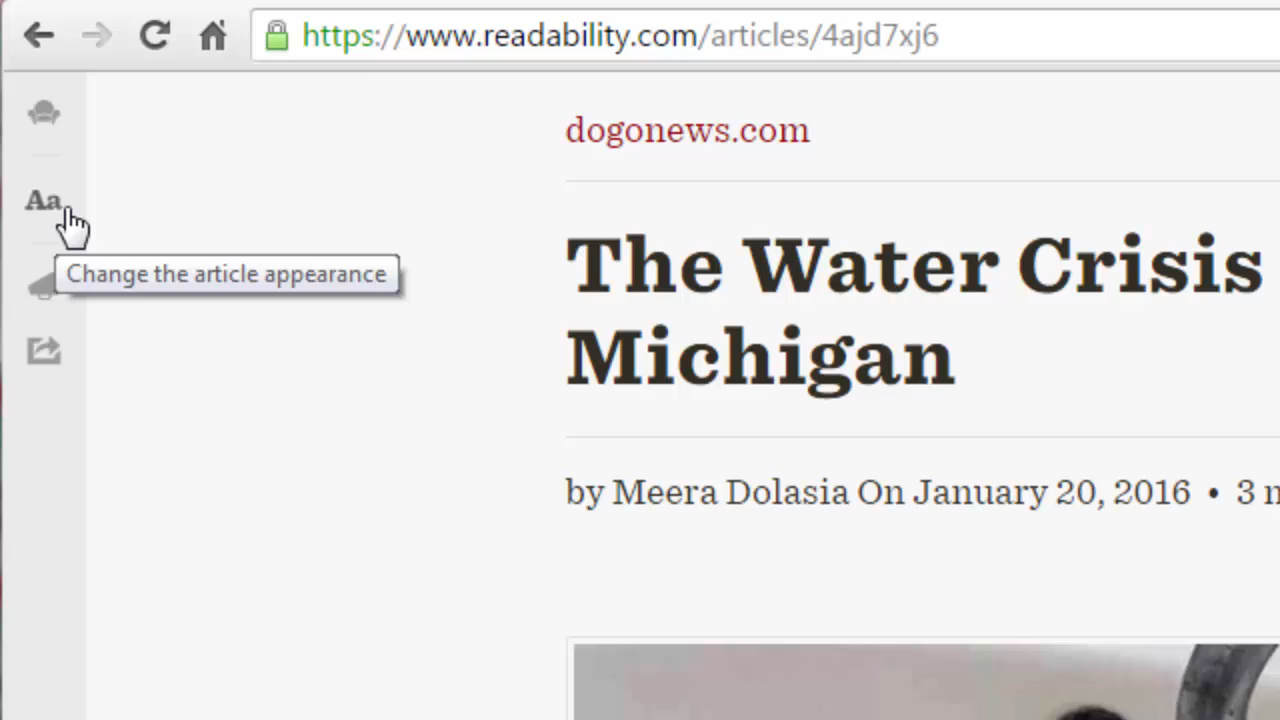 https://www.readability.com/articles/4ajd7xj6
dogonews.com
Aa
Change the article appearance
The Water Crisis
Michigan
by Meera Dolasia On January 20, 2016 • 3